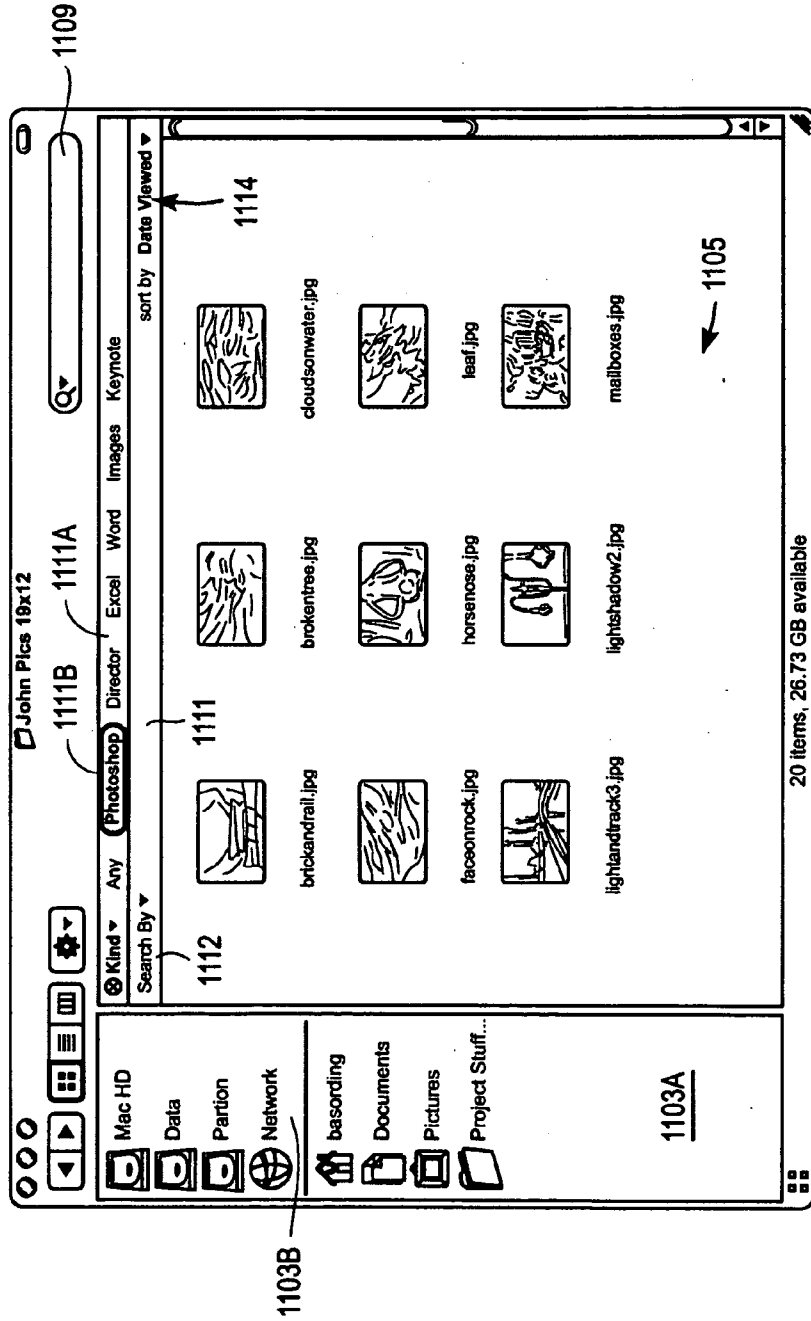 John Pics 19x12
1109
1111B
1111A
Kind Any Photoshop Director Excel Word Images Keynote
Search By
sort by Date Viewed
1112
1111
1114
Mac HD
Data
Partion
Network
1103B
basording
Documents
Pictures
Project Stuff...
1103A
brickandrail.jpg
brokentree.jpg
cloudsonwater.jpg
faceonrock.jpg
horsenose.jpg
leaf.jpg
lightandtrack3.jpg
lightshadow2.jpg
mailboxes.jpg
1105
20 items, 26.73 GB available